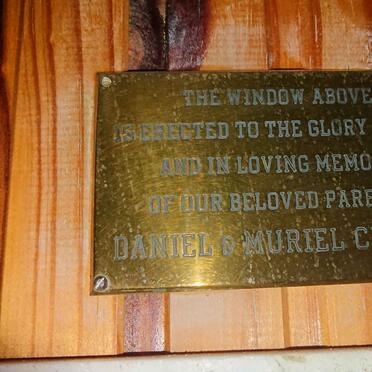 THE WINDOW ABOVE
IS ERECTED TO THE GLORY
AND IN LOVING MEMO
OF OUR BELOVED PARE
DANIEL & MURIEL C